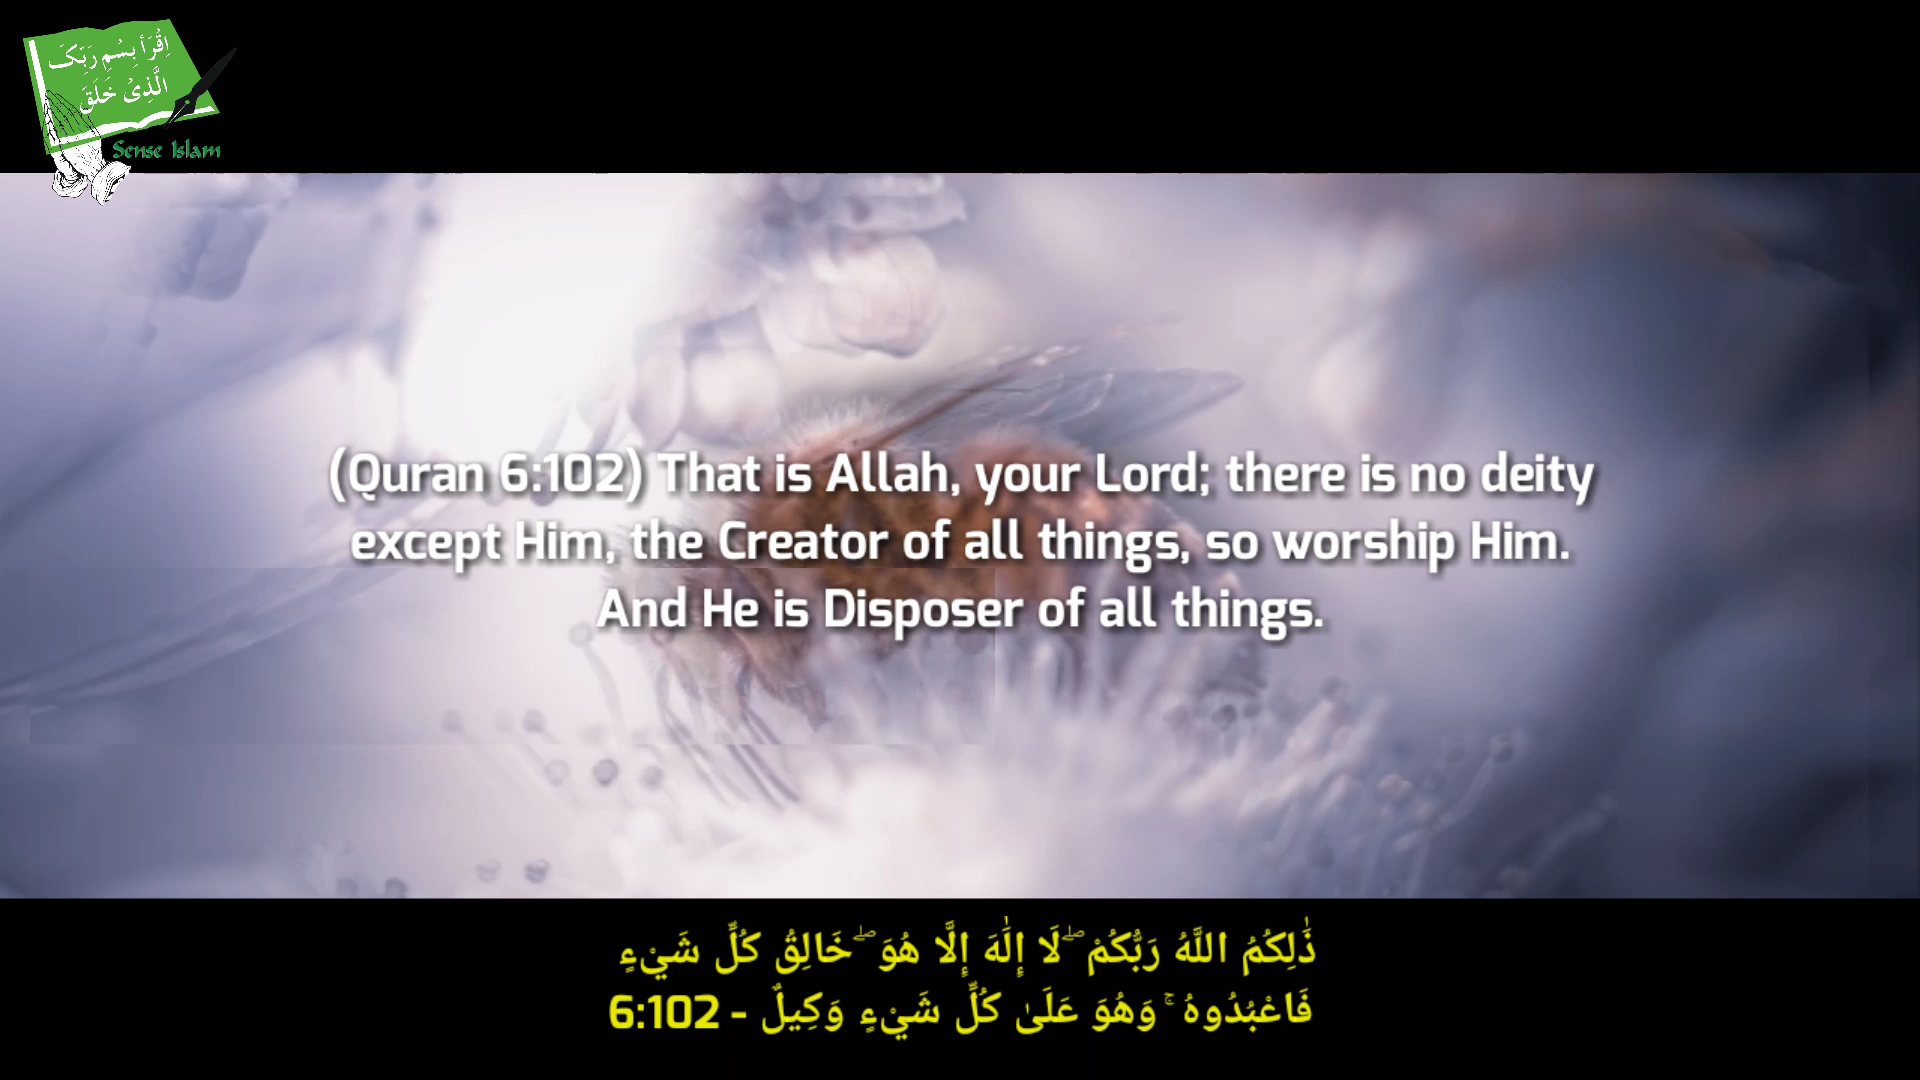 اِقْرَأْ بِسْمِ رَبِّکَ
الَّذِیْ خَلَقَ
Sense Islam
(Quran 6:102) That is Allah, your Lord; there is no deity
except Him, the Creator of all things, so worship Him.
And He is Disposer of all things.
ذَٰلِكُمُ اللَّهُ رَبُّكُمْ ۖ لَا إِلَٰهَ إِلَّا هُوَ ۖ خَالِقُ كُلِّ شَيْءٍ
فَاعْبُدُوهُ ۚ وَهُوَ عَلَىٰ كُلِّ شَيْءٍ وَكِيلٌ - 6:102